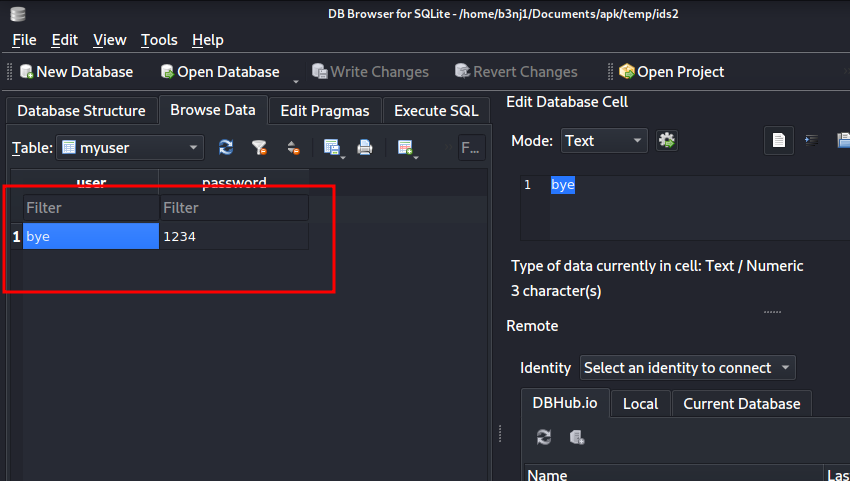 DB Browser for SQLite - /home/b3nj1/Documents/apk/temp/ids2
File Edit View Tools Help
New Database Open Database Write Changes Revert Changes Open Project
Database Structure Browse Data Edit Pragmas Execute SQL
Table: myuser F...
user password
Filter Filter
1 bye 1234
Edit Database Cell
Mode: Text
1 bye
Type of data currently in cell: Text / Numeric
3 character(s)
Remote
Identity Select an identity to connect
DBHub.io Local Current Database
Name Las